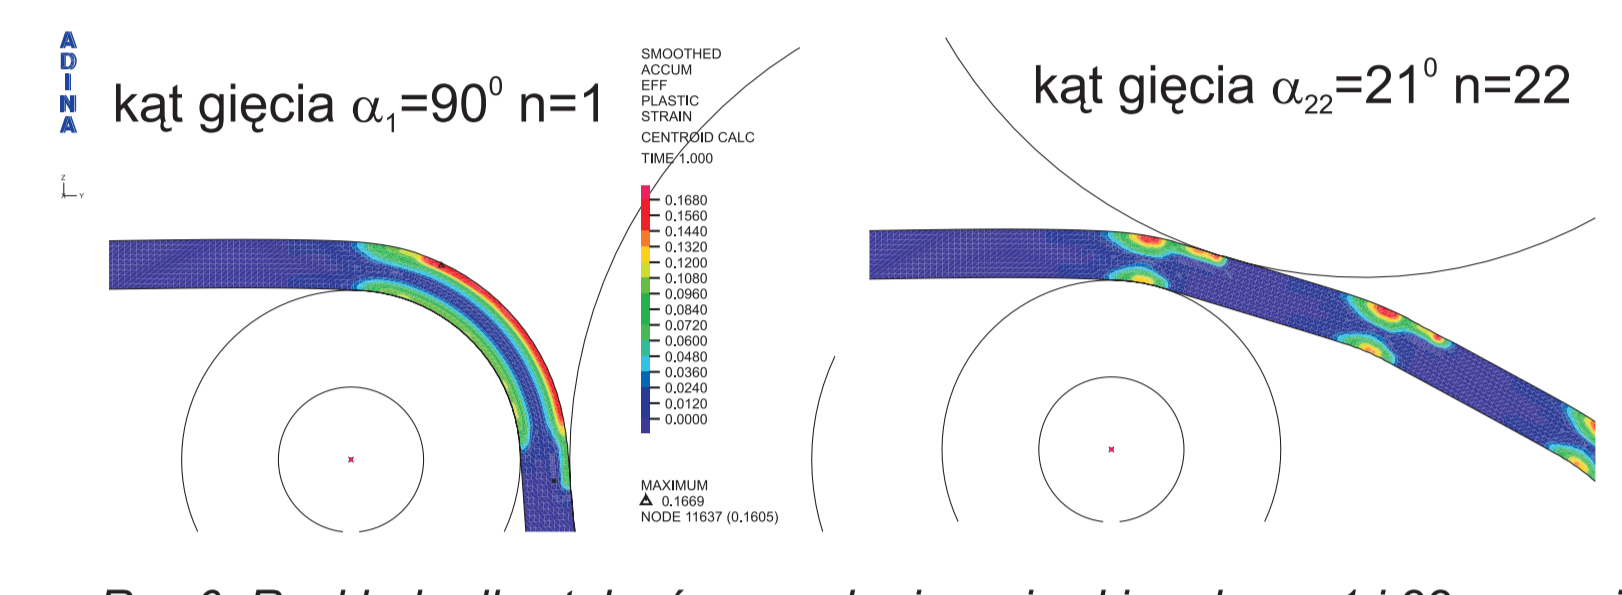 ADINA
kąt gięcia α₁=90⁰ n=1
Z
X Y
SMOOTHED
ACCUM
EFF
PLASTIC
STRAIN
CENTROID CALC
TIME 1.000
0.1680
0.1560
0.1440
0.1320
0.1200
0.1080
0.0960
0.0840
0.0720
0.0600
0.0480
0.0360
0.0240
0.0120
0.0000
MAXIMUM
0.1669
NODE 11637 (0.1605)
kąt gięcia α₂₂=21⁰ n=22